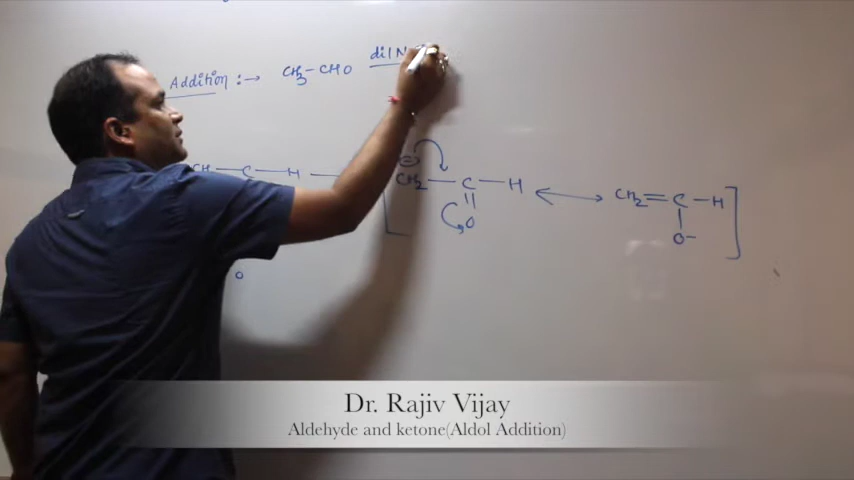 Addition :→ CH3-CHO dil N
CH — C — H — CH2 — C — H ↔ CH2 = C — H
O O-
o
Dr. Rajiv Vijay
Aldehyde and ketone(Aldol Addition)